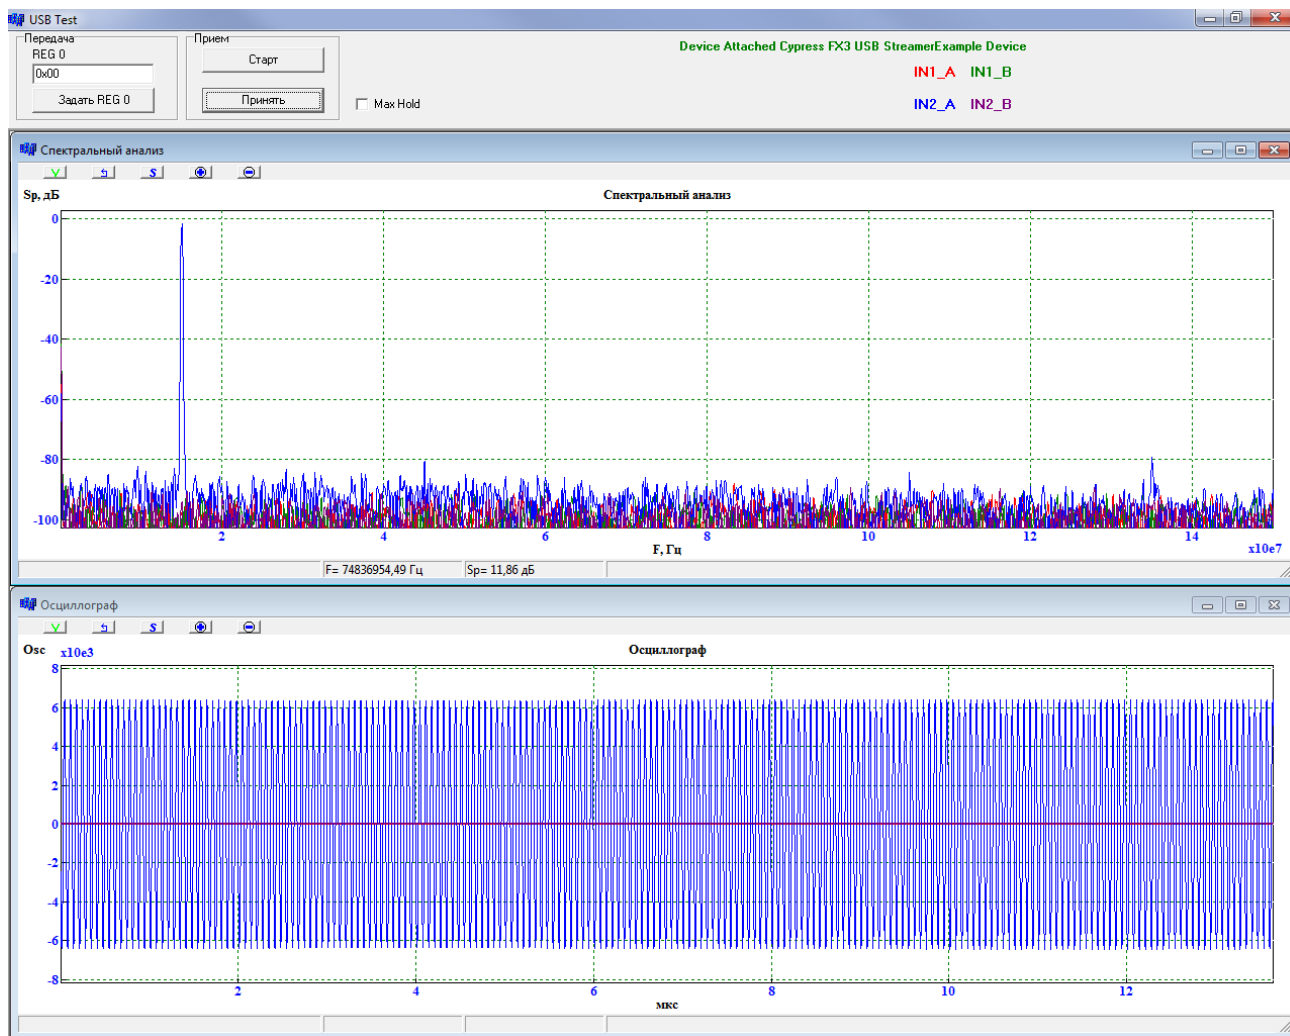 USB Test
Передача
REG 0
0x00
Задать REG 0
Прием
Старт
Принять
Max Hold
Device Attached Cypress FX3 USB StreamerExample Device
IN1_A IN1_B
IN2_A IN2_B
Спектральный анализ
S
Sp, дБ
Спектральный анализ
0
-20
-40
-60
-80
-100
2 4 6 8 10 12 14
F, Гц
x10e7
F= 74836954,49 Гц Sp= 11,86 дБ
Осциллограф
S
Osc x10e3
Осциллограф
8
6
4
2
0
-2
-4
-6
-8
2 4 6 8 10 12
мкс